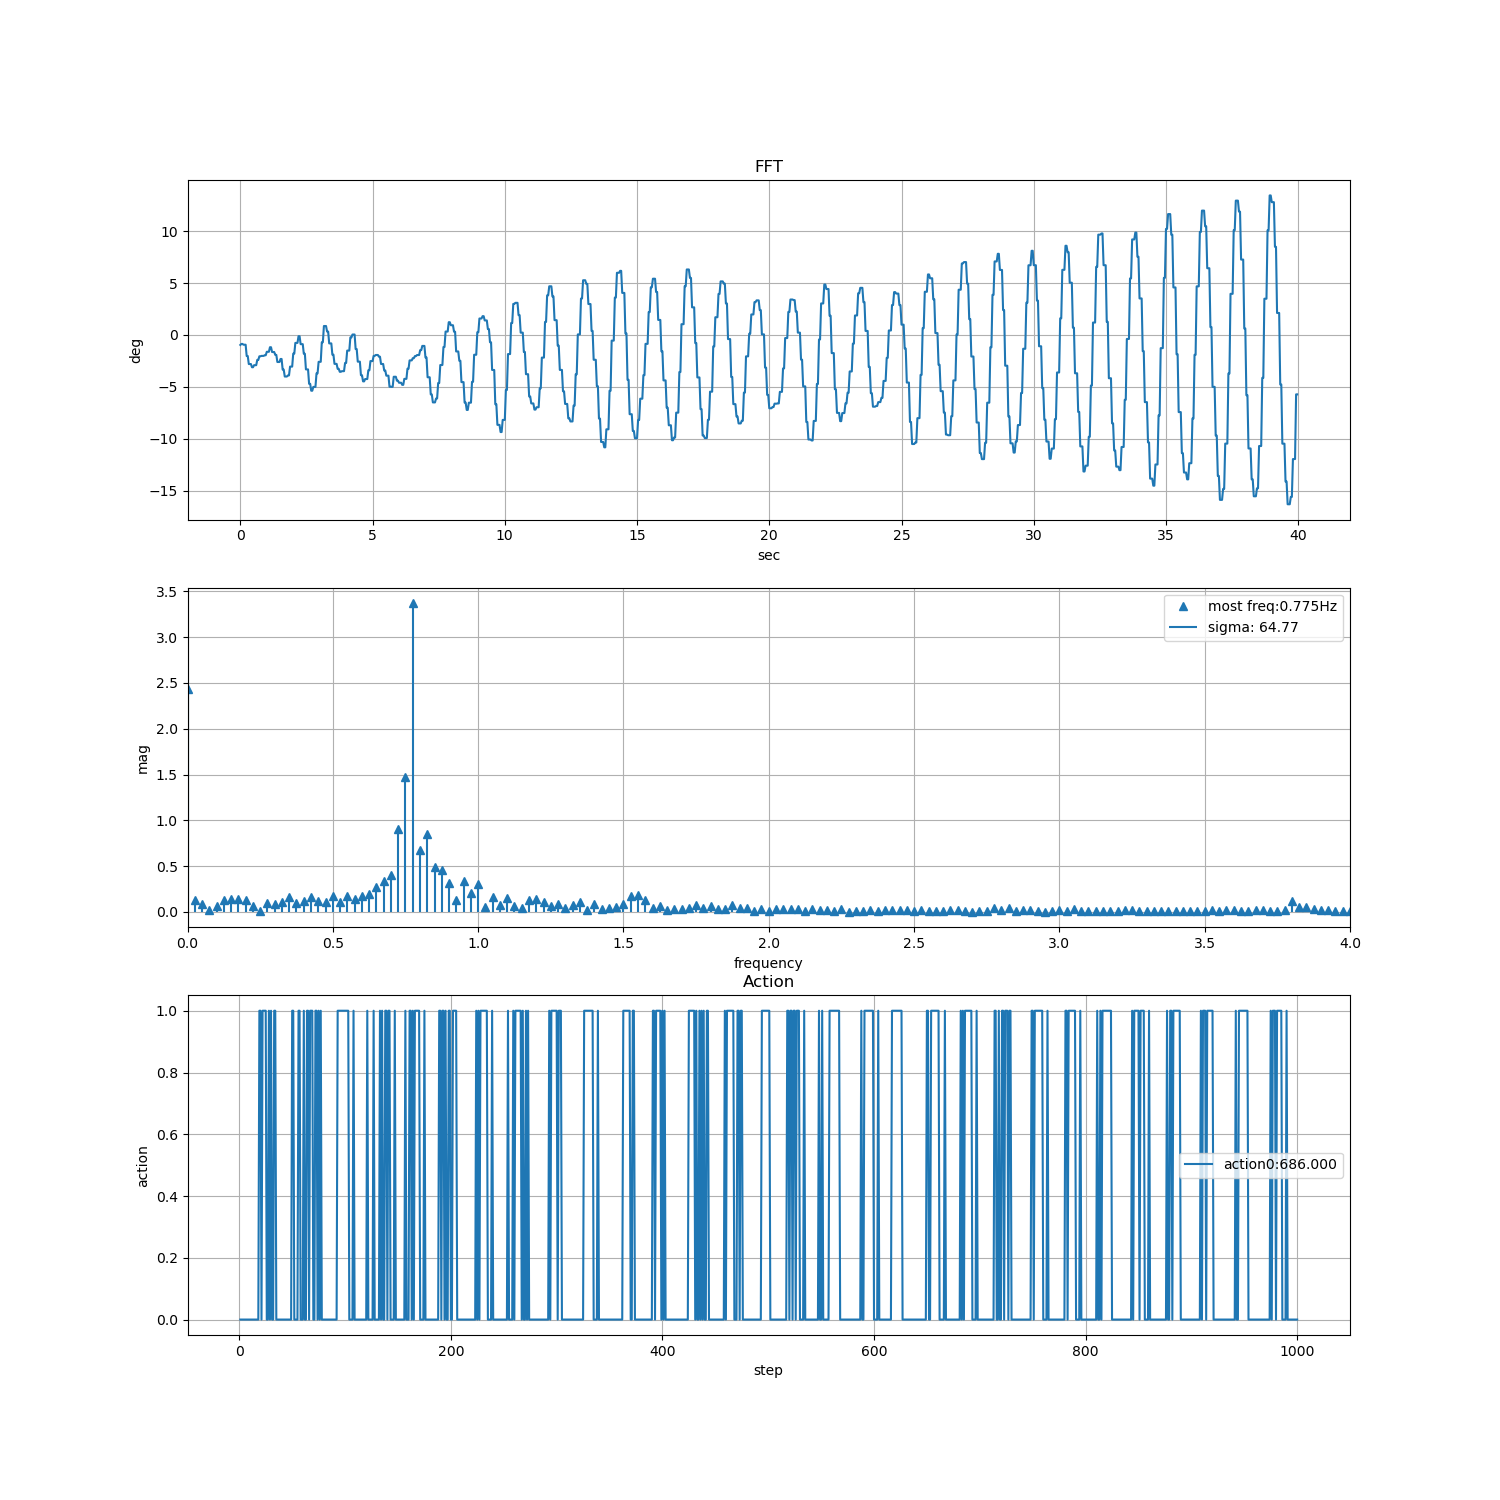 FFT
10
5
0
−5
−10
−15
deg
0 5 10 15 20 25 30 35 40
sec
3.5
3.0
2.5
2.0
1.5
1.0
0.5
0.0
mag
most freq:0.775Hz
sigma: 64.77
0.0 0.5 1.0 1.5 2.0 2.5 3.0 3.5 4.0
frequency
Action
1.0
0.8
0.6
0.4
0.2
0.0
action
action0:686.000
0 200 400 600 800 1000
step